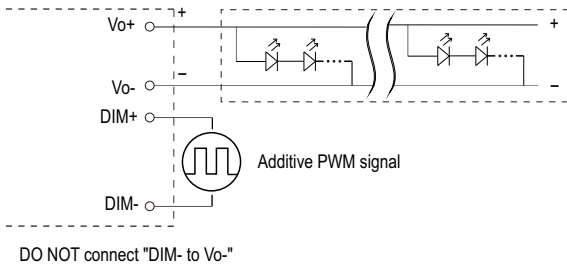 Vo+ + +
Vo- – –
DIM+
Additive PWM signal
DIM-
DO NOT connect "DIM- to Vo-"